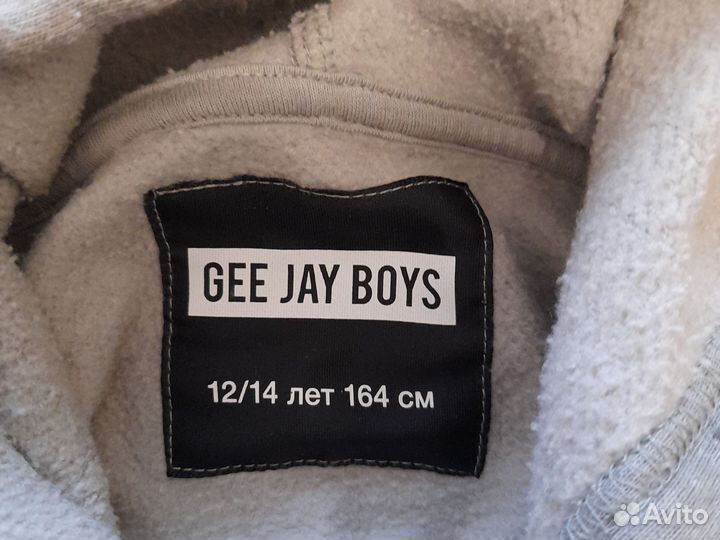 GEE JAY BOYS
12/14 лет 164 см
Avito